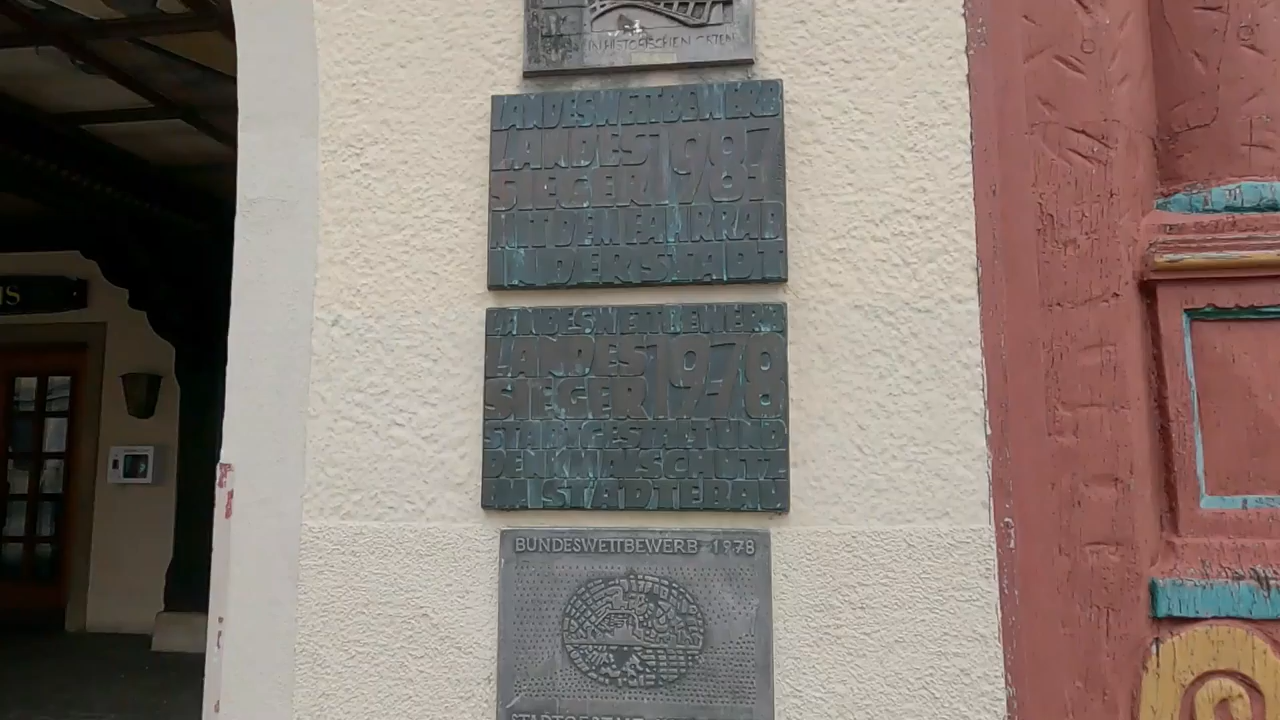 IN HISTORISCHEN ORTEN
LANDESWETTBEWERB
LANDES 1987
SIEGER
MIT DEM FAHRRAD
IN DER STADT
LANDESWETTBEWERB
LANDES 1978
SIEGER
STADTGESTALT UND
DENKMALSCHUTZ
IM STÄDTEBAU
BUNDESWETTBEWERB 1978